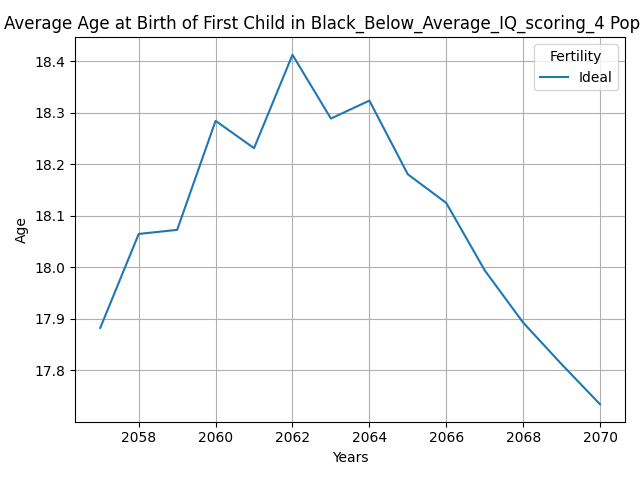 Average Age at Birth of First Child in Black_Below_Average_IQ_scoring_4 Pop
Fertility
Ideal
18.4
18.3
18.2
18.1
18.0
17.9
17.8
Age
2058 2060 2062 2064 2066 2068 2070
Years